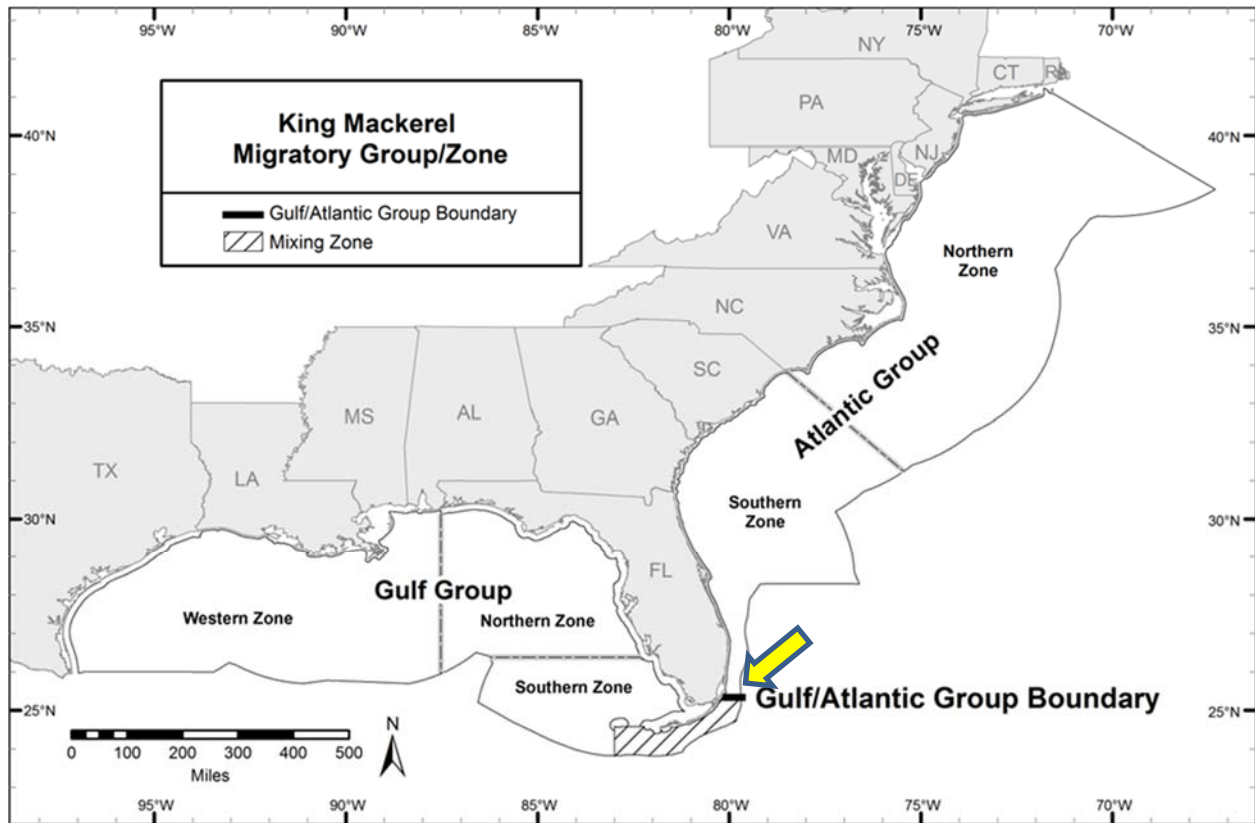 95°W 90°W 85°W 80°W 75°W 70°W
King Mackerel
Migratory Group/Zone
Gulf/Atlantic Group Boundary
Mixing Zone
NY
CT
PA
40°N
40°N
NJ
MD
DE
VA
Northern
Zone
NC
35°N
35°N
SC
Atlantic Group
MS
AL
GA
TX
LA
Southern
Zone
30°N
30°N
FL
Gulf Group
Western Zone
Northern Zone
Southern Zone
Gulf/Atlantic Group Boundary
25°N
25°N
N
0 100 200 300 400 500
Miles
95°W 90°W 85°W 80°W 75°W 70°W